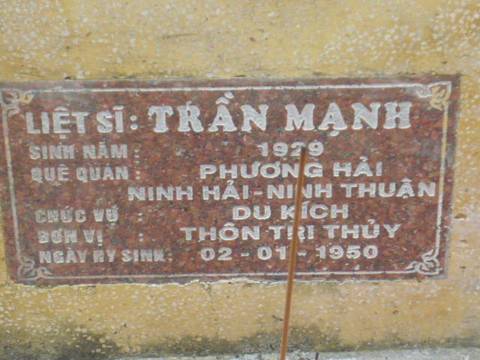 LIỆT SĨ: TRẦN MẠNH
SINH NĂM : 1929
QUÊ QUÁN : PHƯƠNG HẢI
NINH HẢI - NINH THUẬN
CHỨC VỤ : DU KÍCH
ĐƠN VỊ : THÔN TRI THỦY
NGÀY HY SINH: 02 - 01 - 1950